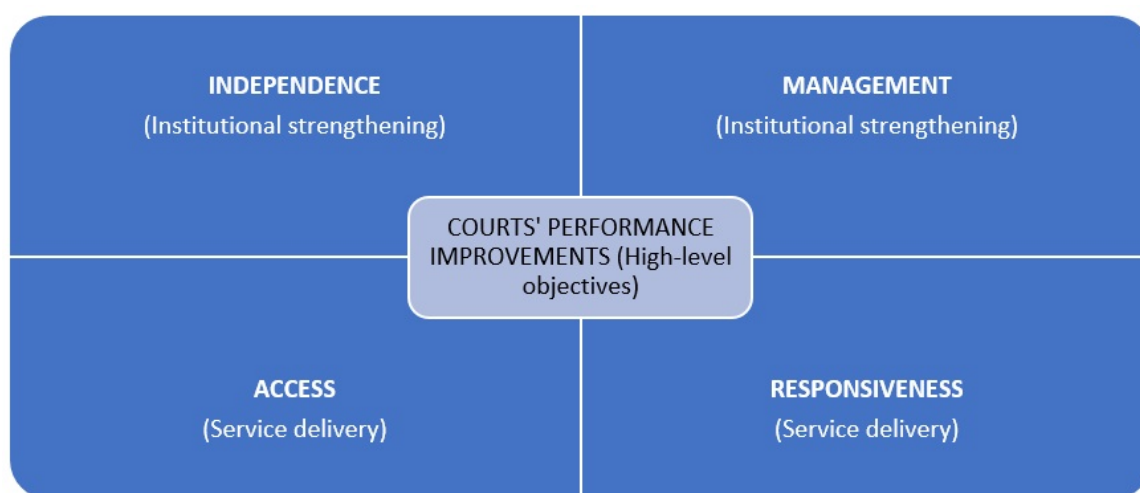 INDEPENDENCE
(Institutional strengthening)
MANAGEMENT
(Institutional strengthening)
COURTS' PERFORMANCE
IMPROVEMENTS (High-level
objectives)
ACCESS
(Service delivery)
RESPONSIVENESS
(Service delivery)